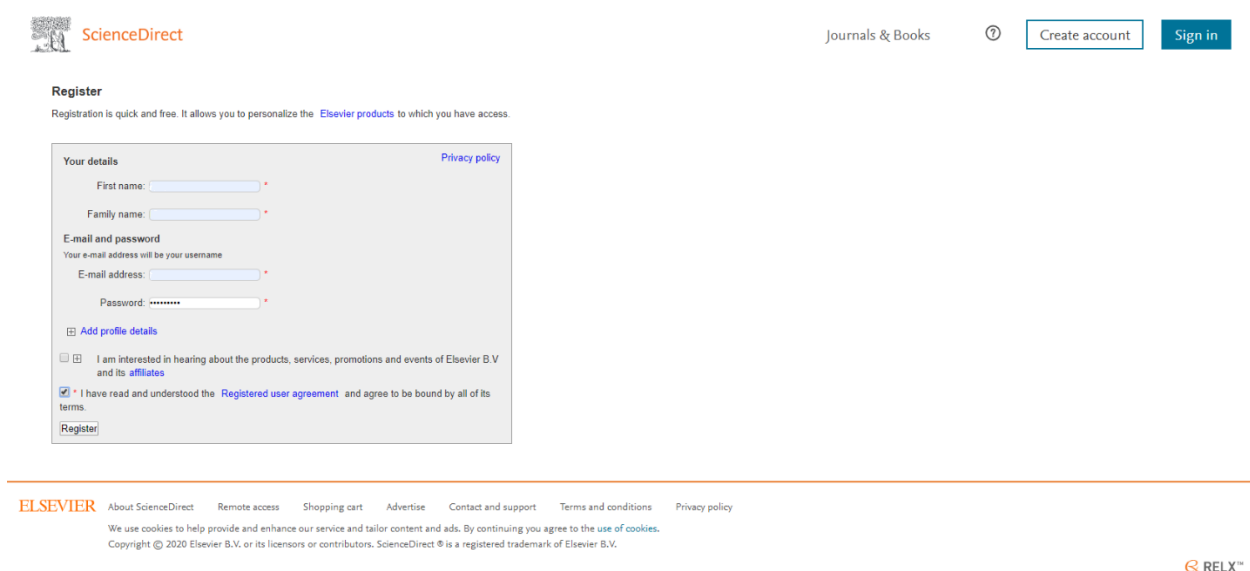 ScienceDirect
Journals & Books
?
Create account
Sign in
Register
Registration is quick and free. It allows you to personalize the Elsevier products to which you have access.
Your details
Privacy policy
First name: *
Family name: *
E-mail and password
Your e-mail address will be your username
E-mail address: *
Password: ••••••••• *
Add profile details
I am interested in hearing about the products, services, promotions and events of Elsevier B.V
and its affiliates
* I have read and understood the Registered user agreement and agree to be bound by all of its
terms.
Register
ELSEVIER
About ScienceDirect Remote access Shopping cart Advertise Contact and support Terms and conditions Privacy policy
We use cookies to help provide and enhance our service and tailor content and ads. By continuing you agree to the use of cookies.
Copyright © 2020 Elsevier B.V. or its licensors or contributors. ScienceDirect ® is a registered trademark of Elsevier B.V.
RELX™